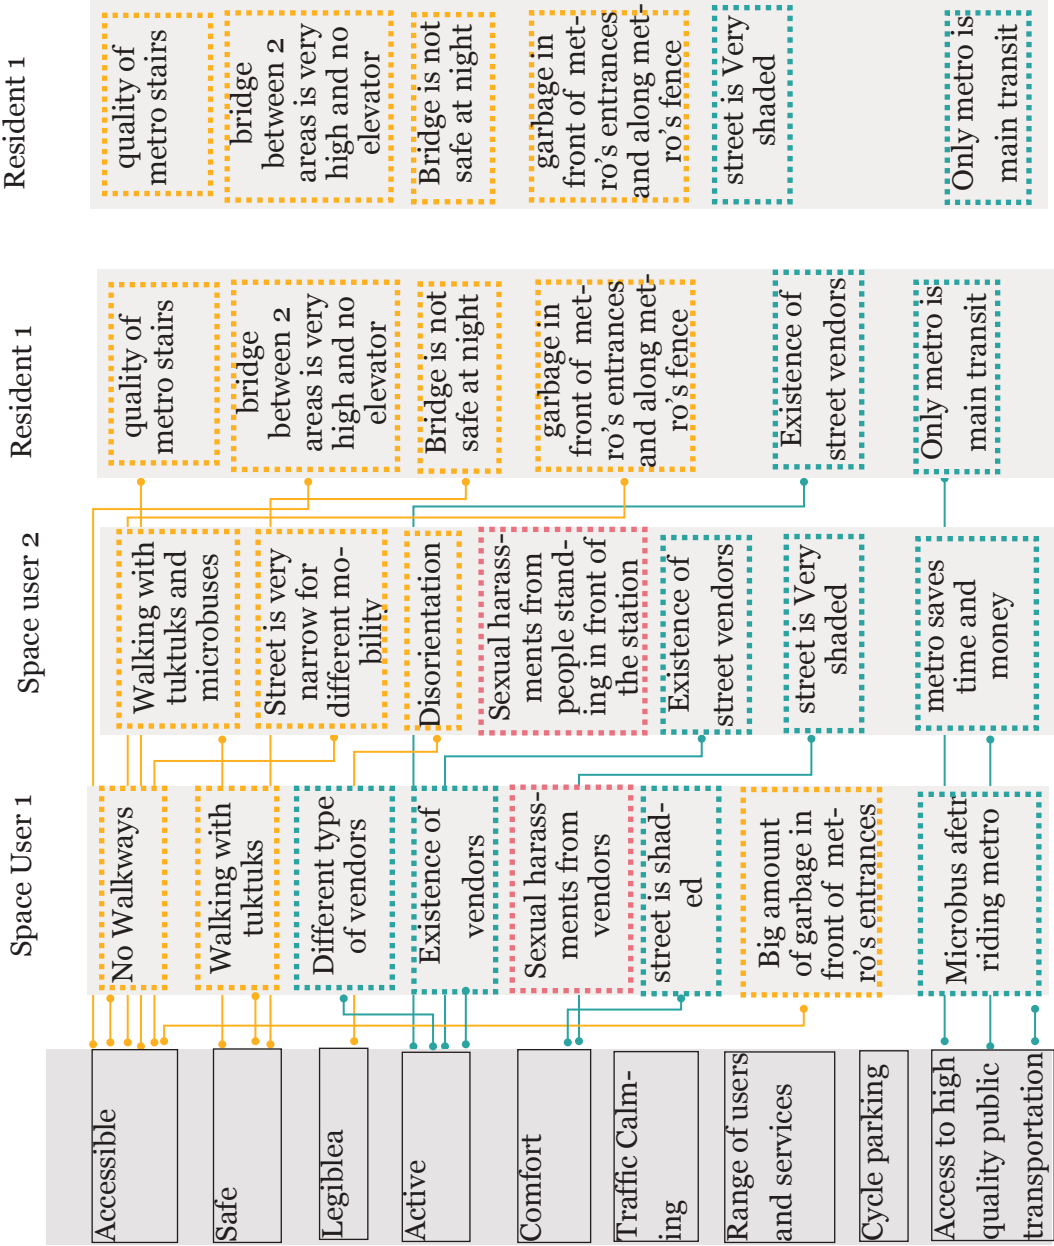 Accessible
Safe
Legiblea
Active
Comfort
Traffic Calm-
ing
Range of users
and services
Cycle parking
Access to high
quality public
transportation
Space User 1
No Walkways
Walking with
tuktuks
Different type
of vendors
Existence of
vendors
Sexual harass-
ments from
vendors
street is shad-
ed
Big amount
of garbage in
front of met-
ro's entrances
Microbus afetr
riding metro
Space user 2
Walking with
tuktuks and
microbuses
Street is very
narrow for
different mo-
bility
Disorientation
Sexual harass-
ments from
people stand-
ing in front of
the station
Existence of
street vendors
street is Very
shaded
metro saves
time and
money
Resident 1
quality of
metro stairs
bridge
between 2
areas is very
high and no
elevator
Bridge is not
safe at night
garbage in
front of met-
ro's entrances
and along met-
ro's fence
Existence of
street vendors
Only metro is
main transit
Resident 1
quality of
metro stairs
bridge
between 2
areas is very
high and no
elevator
Bridge is not
safe at night
garbage in
front of met-
ro's entrances
and along met-
ro's fence
street is Very
shaded
Only metro is
main transit